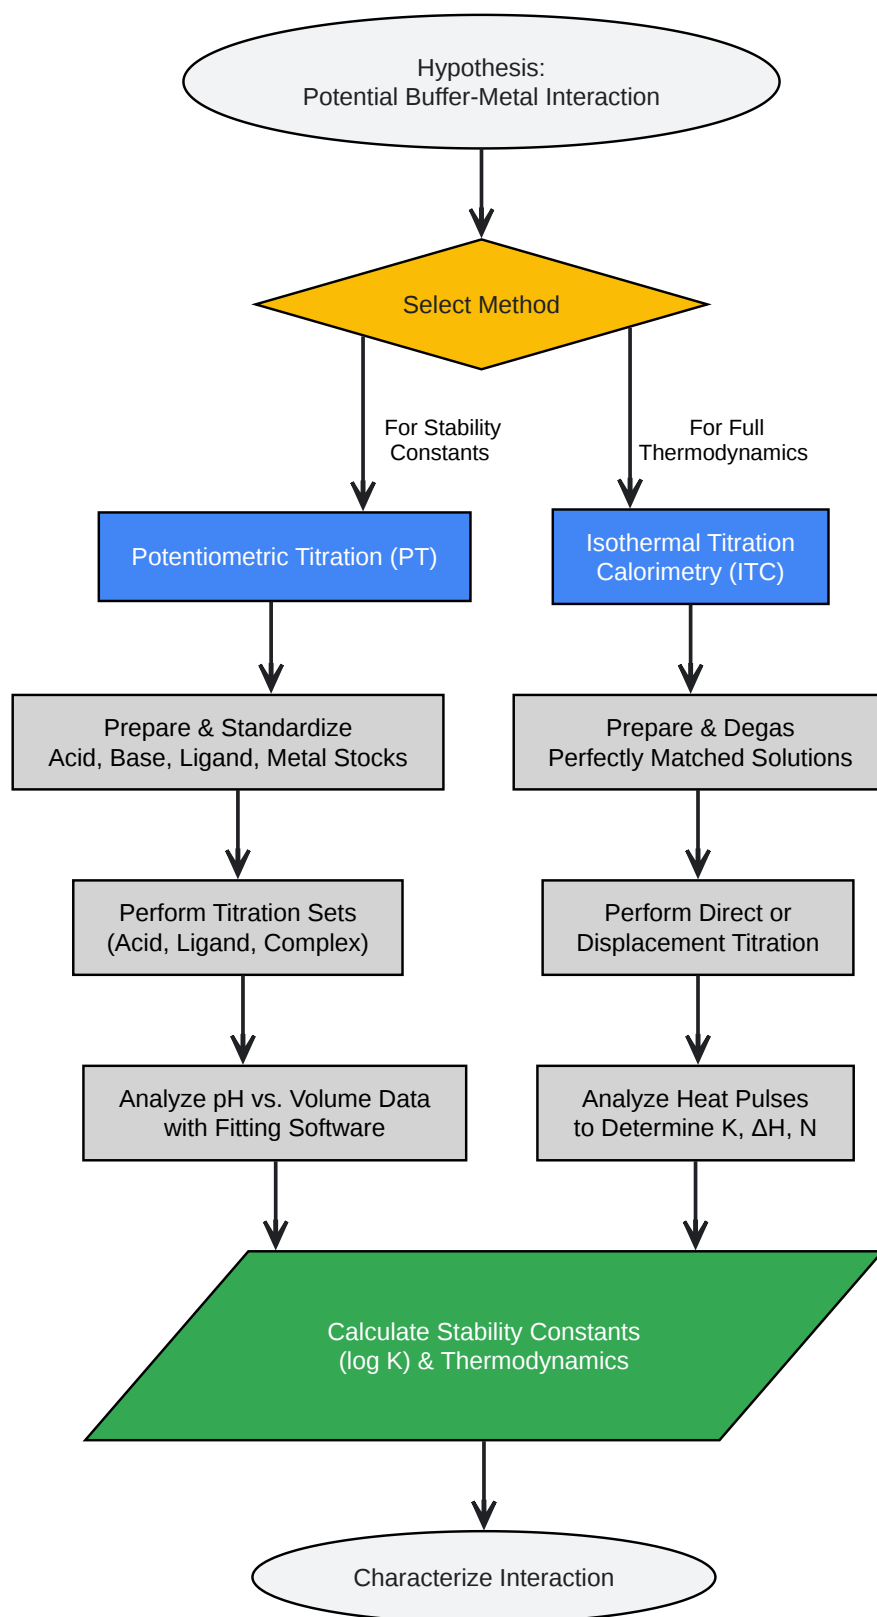 Hypothesis:
Potential Buffer-Metal Interaction
Select Method
For Stability
Constants
For Full
Thermodynamics
Potentiometric Titration (PT)
Isothermal Titration
Calorimetry (ITC)
Prepare & Standardize
Acid, Base, Ligand, Metal Stocks
Prepare & Degas
Perfectly Matched Solutions
Perform Titration Sets
(Acid, Ligand, Complex)
Perform Direct or
Displacement Titration
Analyze pH vs. Volume Data
with Fitting Software
Analyze Heat Pulses
to Determine K, ΔH, N
Calculate Stability Constants
(log K) & Thermodynamics
Characterize Interaction